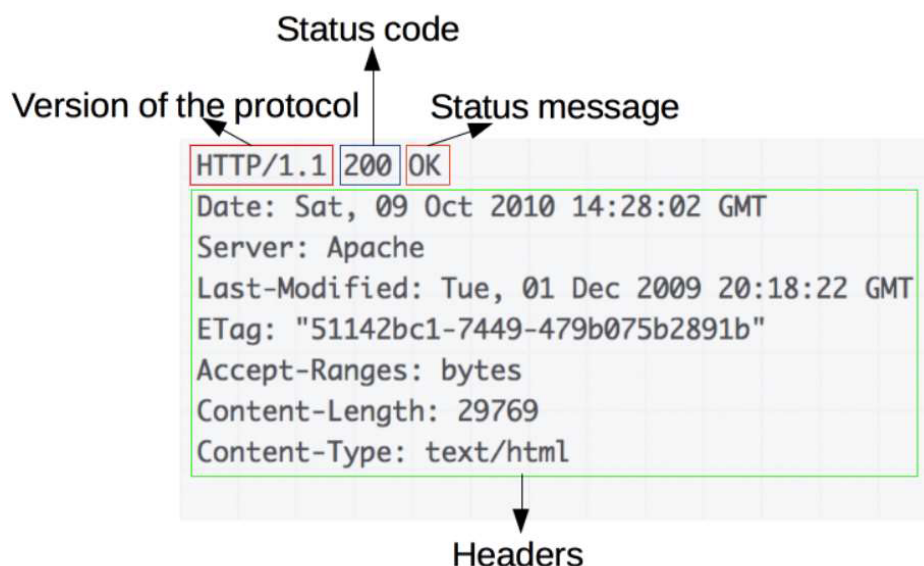 Status code
Version of the protocol
Status message
HTTP/1.1 200 OK
Date: Sat, 09 Oct 2010 14:28:02 GMT
Server: Apache
Last-Modified: Tue, 01 Dec 2009 20:18:22 GMT
ETag: "51142bc1-7449-479b075b2891b"
Accept-Ranges: bytes
Content-Length: 29769
Content-Type: text/html
Headers